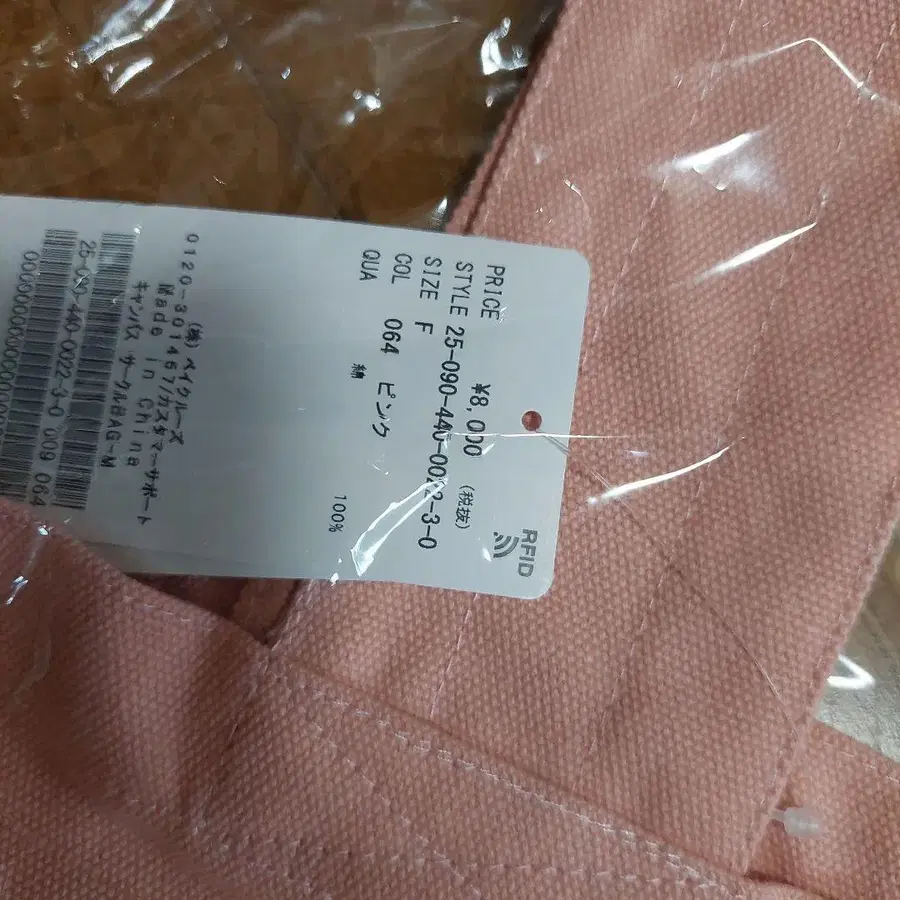 RFID
PRICE ¥8,000 (税抜)
STYLE 25-090-440-0022-3-0
SIZE F
COL 064 ピンク
QUA 綿 100%
(株)ベイクルーズ
0120-301467/カスタマーサポート
Made in China
キャンバス サークルBAG-M
25-090-440-0022-3-0 009 064